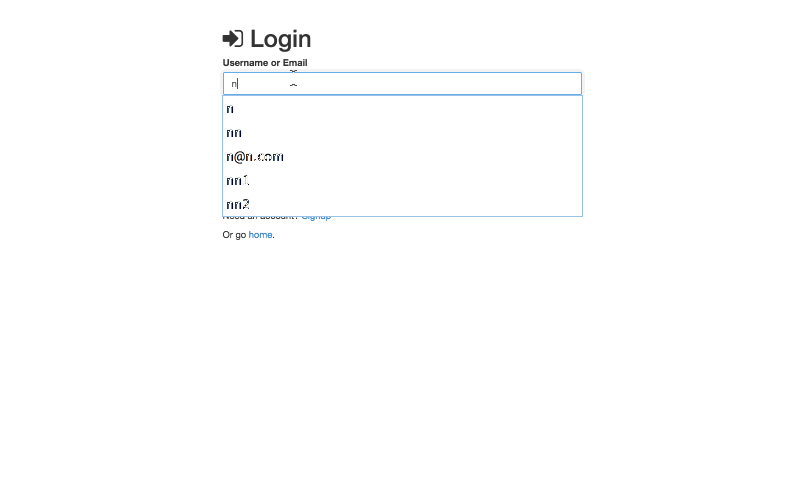 Login
Username or Email
n
n
nn
n@n.com
nn1
nn2
Need an account? Signup
Or go home.